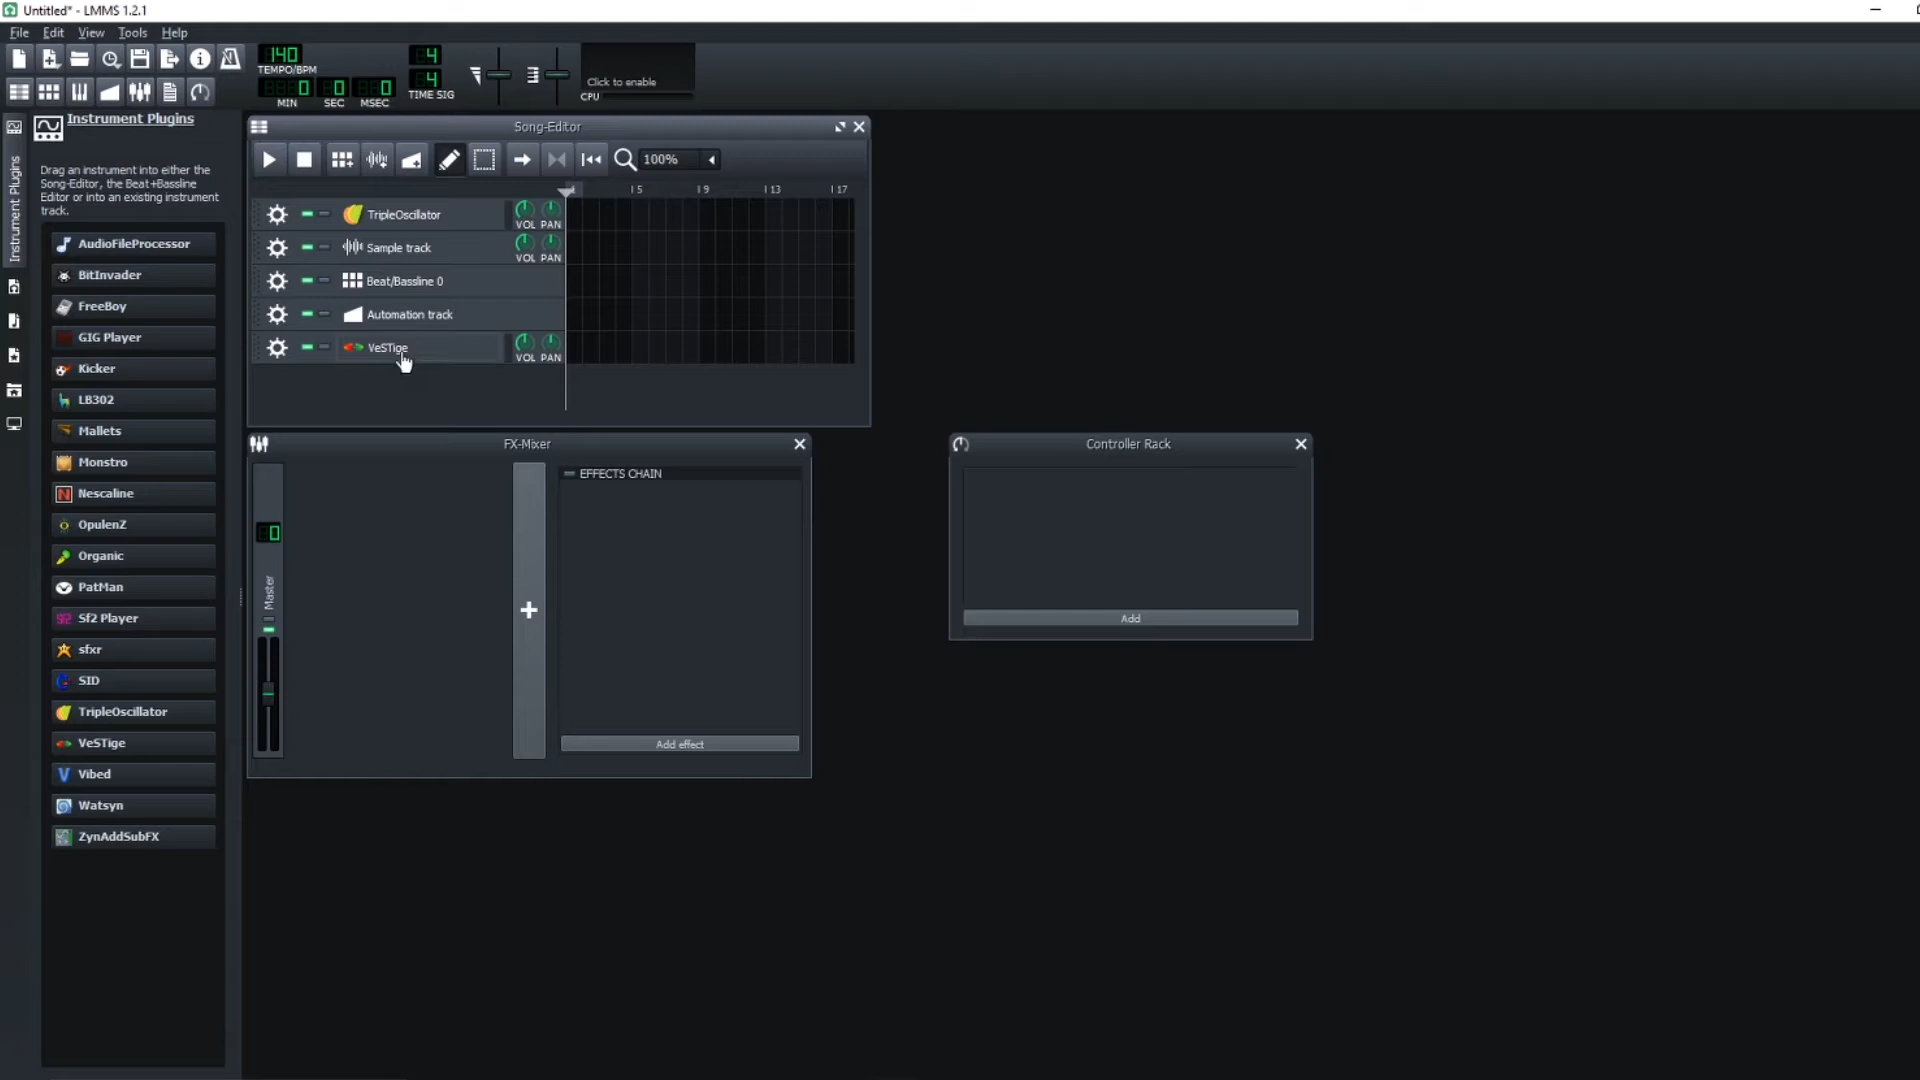 Untitled* - LMMS 1.2.1
File Edit View Tools Help
140
TEMPO/BPM
0 0 0
MIN SEC MSEC
4
4
TIME SIG
Click to enable
CPU
Instrument Plugins
Instrument Plugins
Drag an instrument into either the
Song-Editor, the Beat+Bassline
Editor or into an existing instrument
track.
AudioFileProcessor
BitInvader
FreeBoy
GIG Player
Kicker
LB302
Mallets
Monstro
Nescaline
OpulenZ
Organic
PatMan
Sf2 Player
sfxr
SID
TripleOscillator
VeSTige
Vibed
Watsyn
ZynAddSubFX
Song-Editor
100%
5 9 13 17
TripleOscillator VOL PAN
Sample track VOL PAN
Beat/Bassline 0
Automation track
VeSTige VOL PAN
FX-Mixer
0
Master
EFFECTS CHAIN
Add effect
Controller Rack
Add